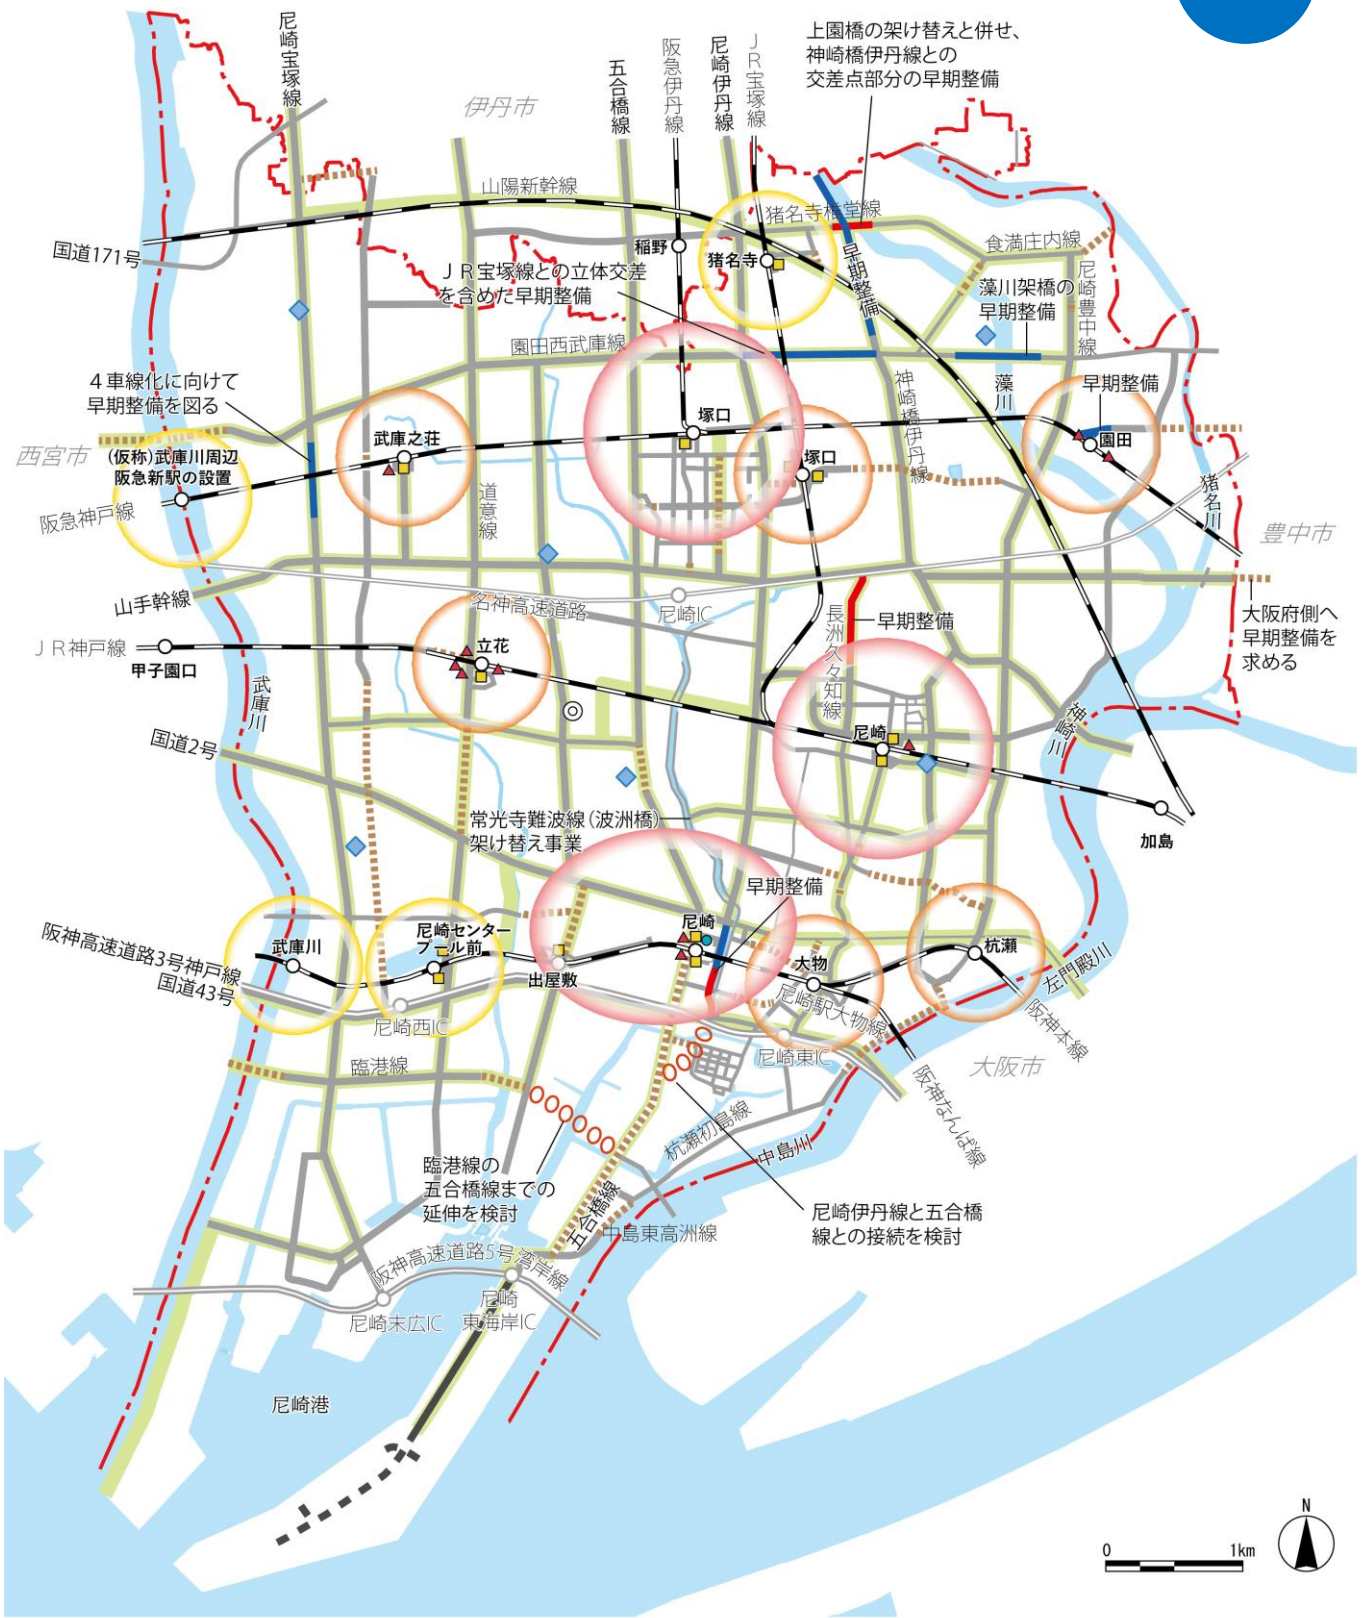 尼崎宝塚線
五合橋線
阪急伊丹線
尼崎伊丹線
ＪＲ宝塚線
上園橋の架け替えと併せ、
神崎橋伊丹線との
交差点部分の早期整備
伊丹市
山陽新幹線
猪名寺椎堂線
国道171号
稲野
猪名寺
早期整備
食満庄内線
尼崎豊中線
ＪＲ宝塚線との立体交差
を含めた早期整備
藻川架橋の
早期整備
園田西武庫線
４車線化に向けて
早期整備を図る
神崎橋伊丹線
藻川
早期整備
西宮市
(仮称)武庫川周辺
阪急新駅の設置
武庫之荘
塚口
塚口
園田
阪急神戸線
道意線
猪名川
豊中市
山手幹線
名神高速道路
尼崎IC
長洲久々知線
早期整備
大阪府側へ
早期整備を
求める
ＪＲ神戸線
甲子園口
立花
武庫川
国道2号
尼崎
神崎川
加島
常光寺難波線（波洲橋）
架け替え事業
早期整備
阪神高速道路3号神戸線
国道43号
武庫川
尼崎センター
プール前
出屋敷
尼崎
大物
杭瀬
左門殿川
尼崎西IC
尼崎駅大物線
尼崎東IC
阪神本線
大阪市
臨港線
阪神なんば線
杭瀬初島線
中島川
臨港線の
五合橋線までの
延伸を検討
五合橋線
中島東高洲線
尼崎伊丹線と五合橋
線との接続を検討
阪神高速道路5号湾岸線
尼崎末広IC
尼崎
東海岸IC
尼崎港
N
0 1km